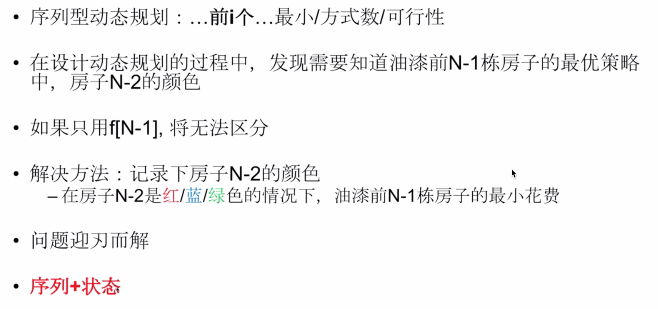 • 序列型动态规划：…前i个…最小/方式数/可行性
• 在设计动态规划的过程中，发现需要知道油漆前N-1栋房子的最优策略
中，房子N-2的颜色
• 如果只用f[N-1], 将无法区分
• 解决方法：记录下房子N-2的颜色
– 在房子N-2是红/蓝/绿色的情况下，油漆前N-1栋房子的最小花费
• 问题迎刃而解
• 序列+状态